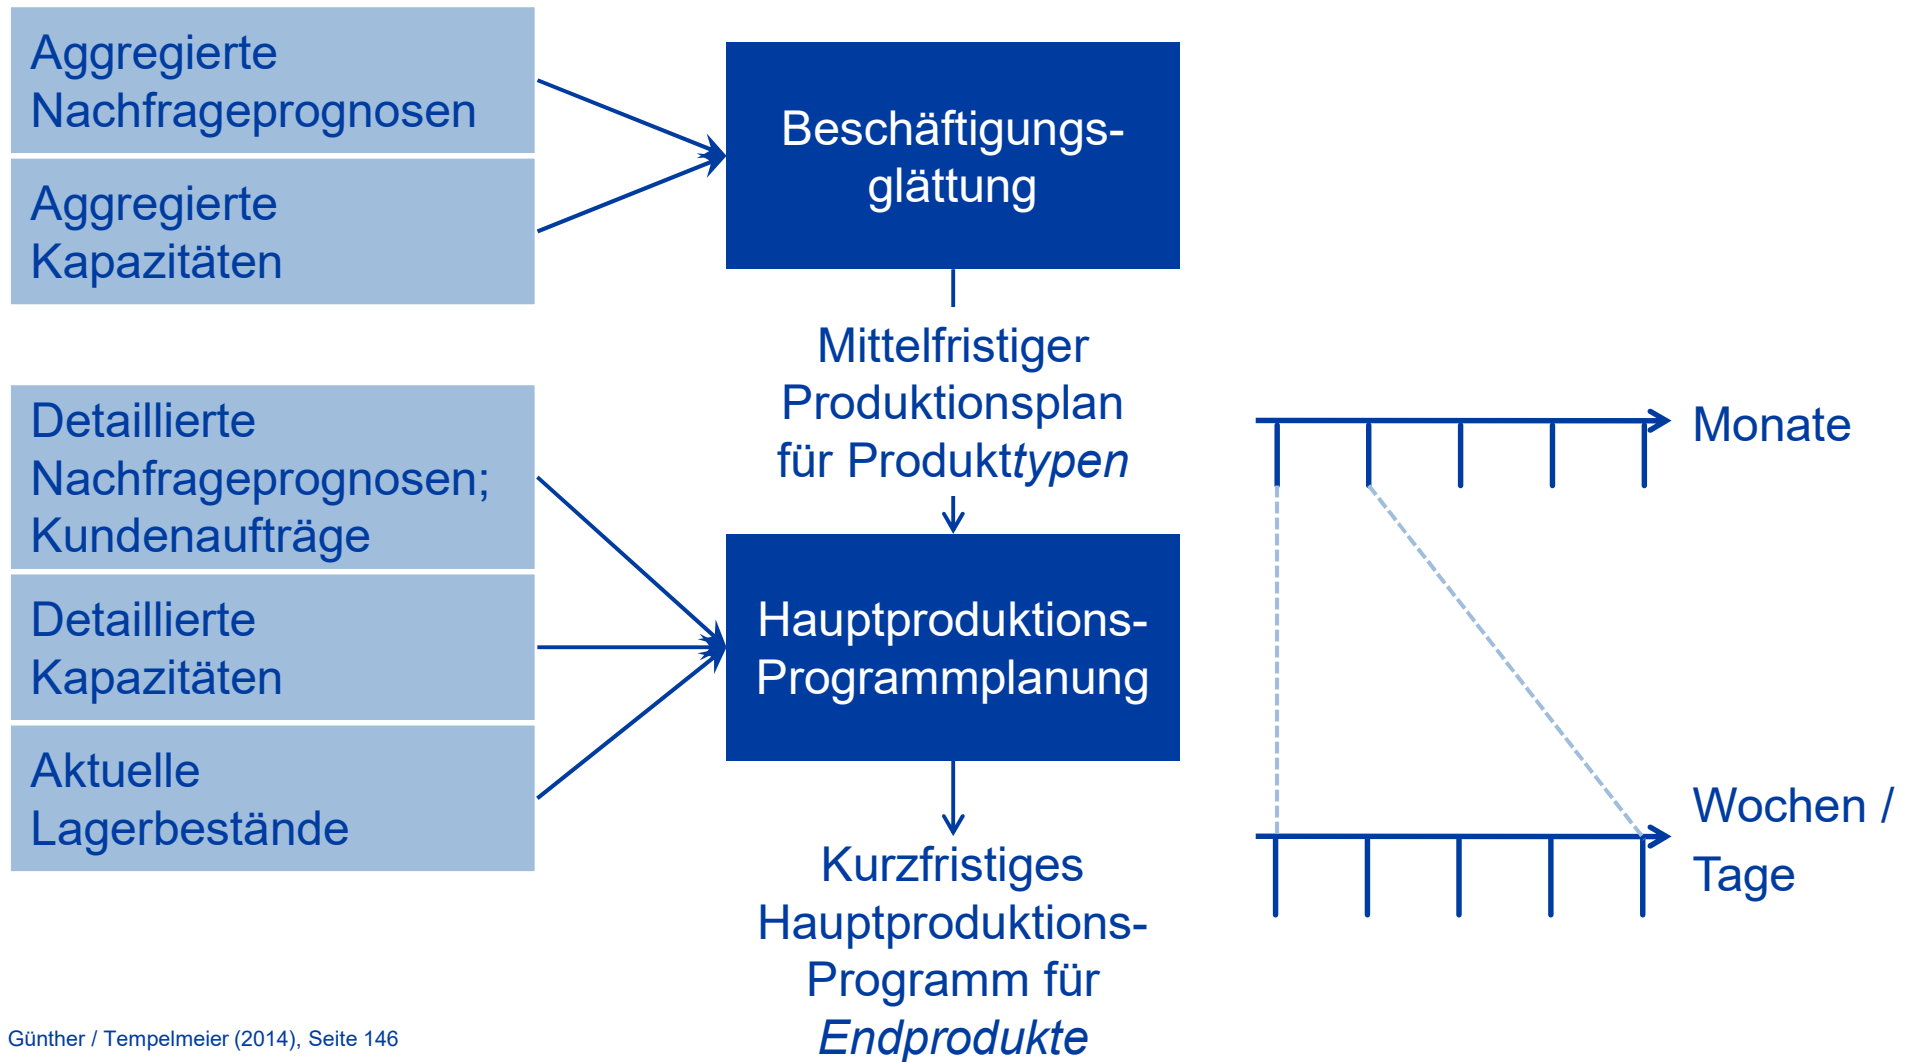 Aggregierte
Nachfrageprognosen
Aggregierte
Kapazitäten
Beschäftigungs-
glättung
Mittelfristiger
Produktionsplan
für Produkttypen
Detaillierte
Nachfrageprognosen;
Kundenaufträge
Detaillierte
Kapazitäten
Aktuelle
Lagerbestände
Hauptproduktions-
Programmplanung
Kurzfristiges
Hauptproduktions-
Programm für
Endprodukte
Monate
Wochen /
Tage
Günther / Tempelmeier (2014), Seite 146